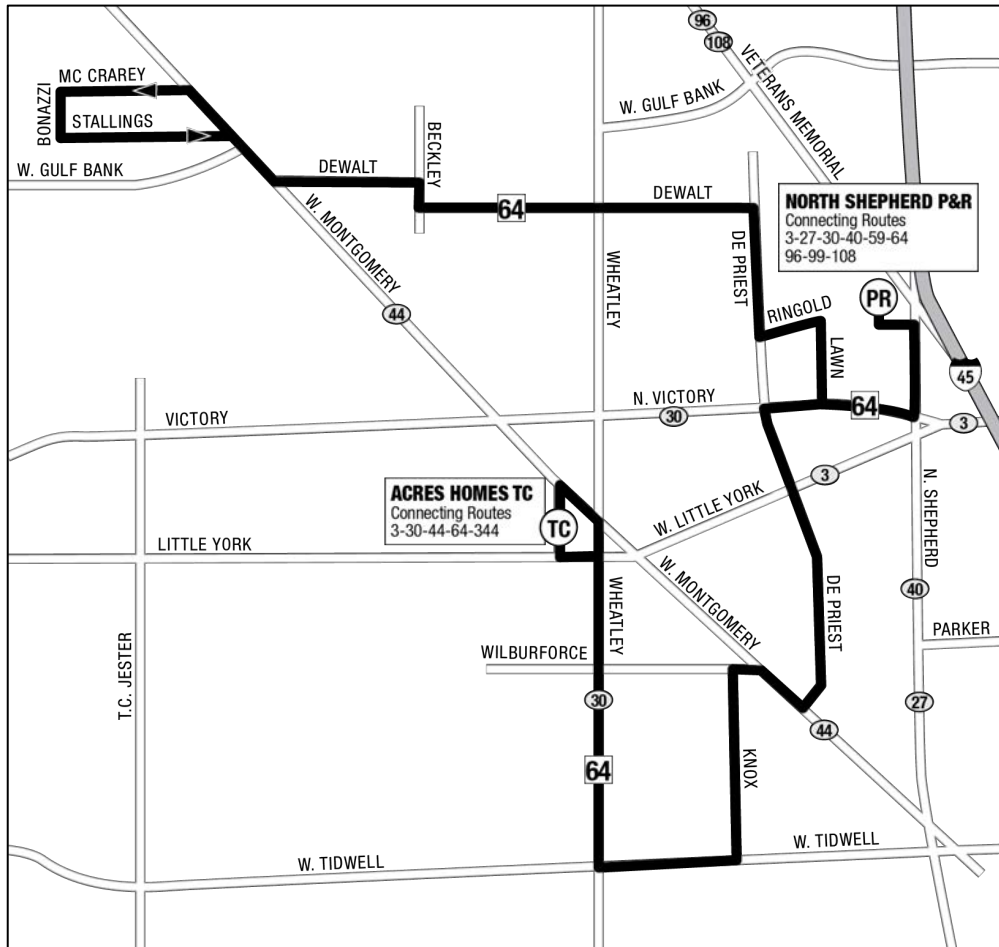 96
108
MC CRAREY
BONAZZI
STALLINGS
W. GULF BANK
VETERANS MEMORIAL
W. GULF BANK
BECKLEY
DEWALT
64
DEWALT
W. MONTGOMERY
44
WHEATLEY
DE PRIEST
NORTH SHEPHERD P&R
Connecting Routes
3-27-30-40-59-64
96-99-108
PR
RINGOLD
LAWN
45
VICTORY
N. VICTORY
30
64
3
3
W. LITTLE YORK
N. SHEPHERD
ACRES HOMES TC
Connecting Routes
3-30-44-64-344
TC
LITTLE YORK
W. MONTGOMERY
WHEATLEY
DE PRIEST
40
PARKER
WILBURFORCE
T.C. JESTER
30
27
44
64
KNOX
W. TIDWELL
W. TIDWELL